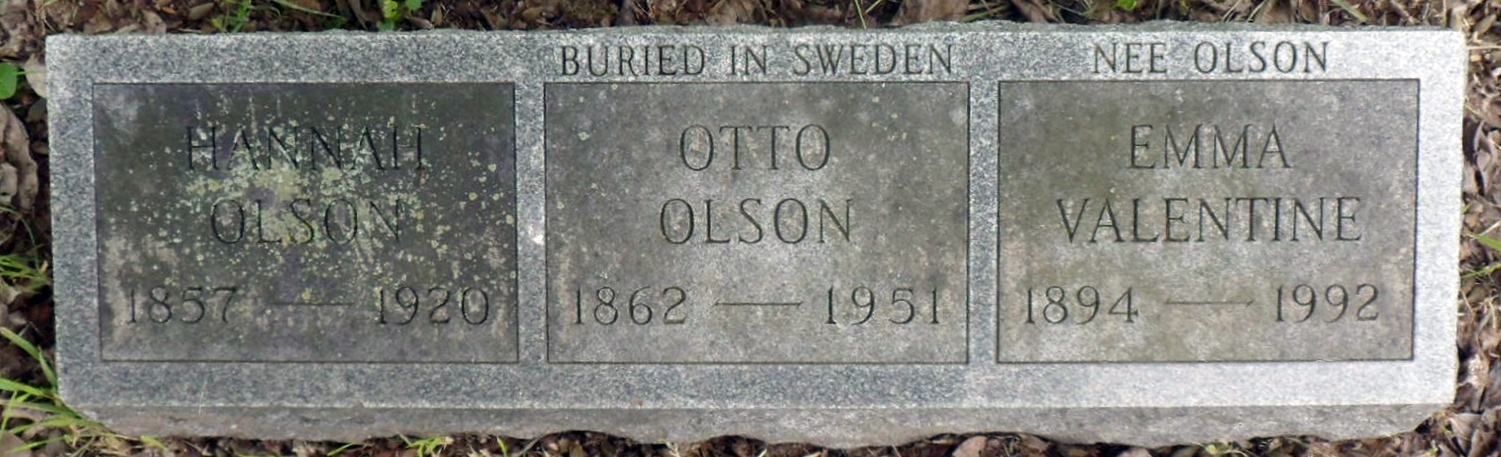 HANNAH
OLSON
1857 — 1920
BURIED IN SWEDEN
OTTO
OLSON
1862 — 1951
NEE OLSON
EMMA
VALENTINE
1894 — 1992